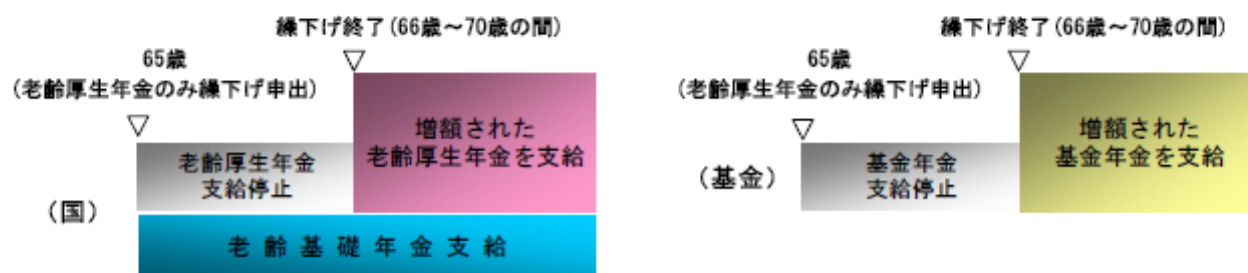 繰下げ終了(66歳～70歳の間)
65歳
(老齢厚生年金のみ繰下げ申出)
▽
▽
老齢厚生年金
支給停止
増額された
老齢厚生年金を支給
(国)
老齢基礎年金支給
繰下げ終了(66歳～70歳の間)
65歳
(老齢厚生年金のみ繰下げ申出)
▽
▽
(基金)
基金年金
支給停止
増額された
基金年金を支給